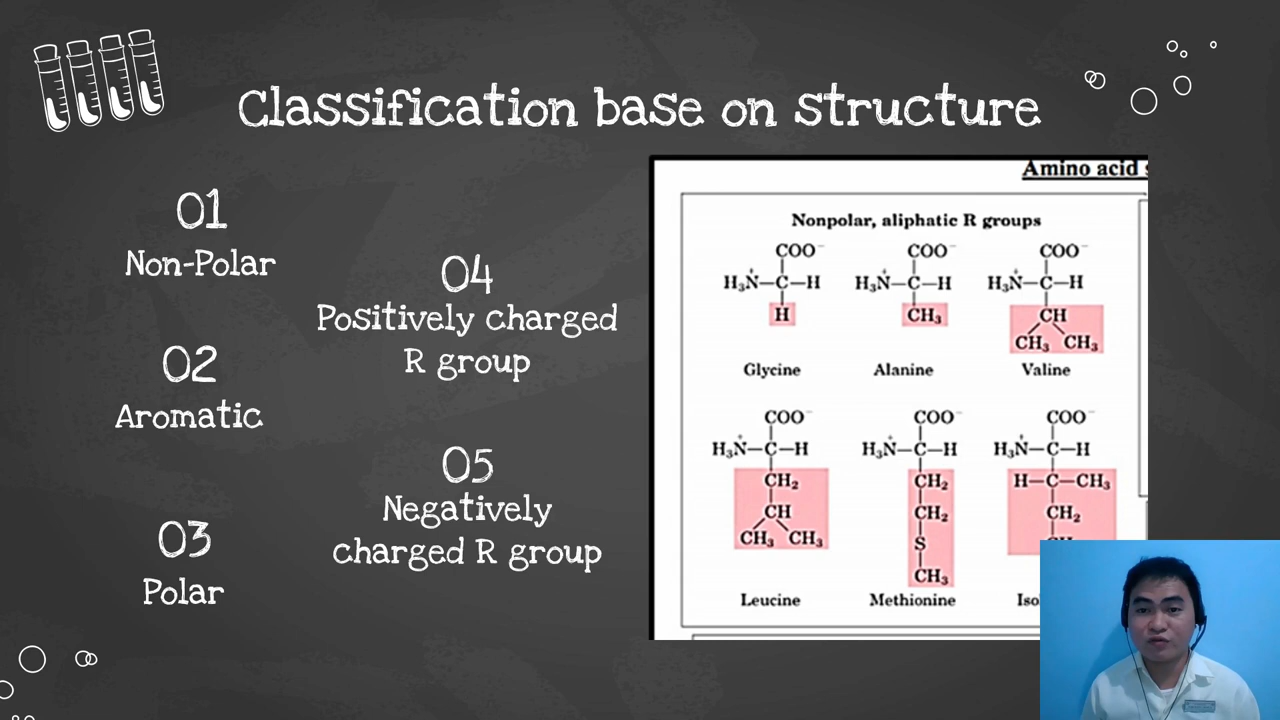 Classification base on structure
01
Non-Polar
02
Aromatic
03
Polar
04
Positively charged
R group
05
Negatively
charged R group
Amino acid
Nonpolar, aliphatic R groups
COO⁻ COO⁻ COO⁻
H₃N⁺—C—H H₃N⁺—C—H H₃N⁺—C—H
H CH₃ CH
CH₃ CH₃
Glycine Alanine Valine
COO⁻ COO⁻ COO⁻
H₃N⁺—C—H H₃N⁺—C—H H₃N⁺—C—H
CH₂ CH₂ H—C—CH₃
CH CH₂ CH₂
CH₃ CH₃ S
CH₃
Leucine Methionine Iso